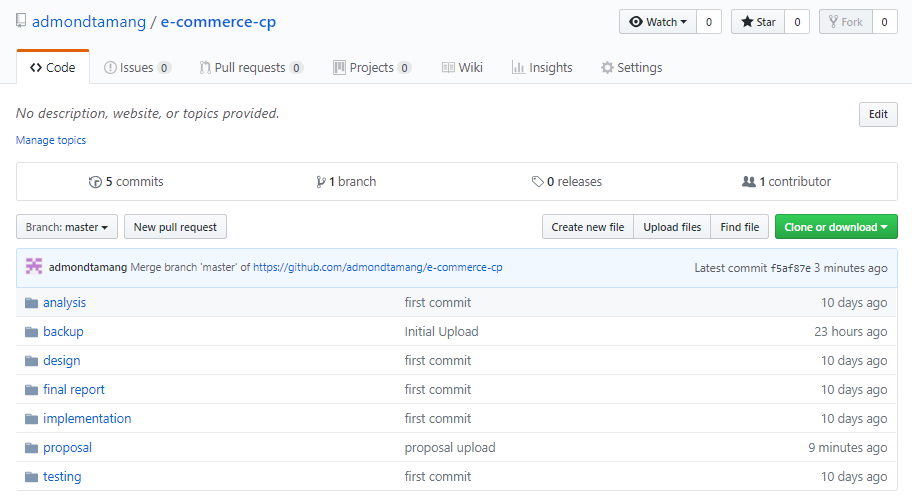 admondtamang / e-commerce-cp Watch 0 Star 0 Fork 0
Code Issues 0 Pull requests 0 Projects 0 Wiki Insights Settings
No description, website, or topics provided. Edit
Manage topics
5 commits 1 branch 0 releases 1 contributor
Branch: master New pull request Create new file Upload files Find file Clone or download
admondtamang Merge branch 'master' of https://github.com/admondtamang/e-commerce-cp Latest commit f5af87e 3 minutes ago
analysis first commit 10 days ago
backup Initial Upload 23 hours ago
design first commit 10 days ago
final report first commit 10 days ago
implementation first commit 10 days ago
proposal proposal upload 9 minutes ago
testing first commit 10 days ago